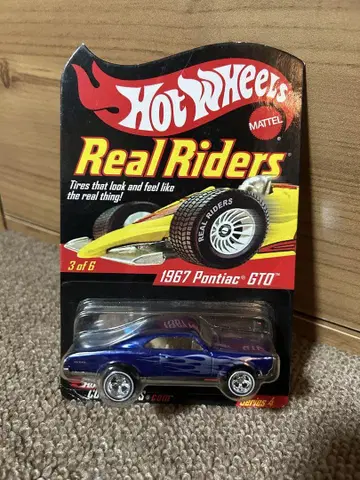 Hot Wheels
MATTEL
Real Riders
Tires that look and feel like
the real thing!
REAL RIDERS
3 of 6
1967 Pontiac® GTO™
Series 4